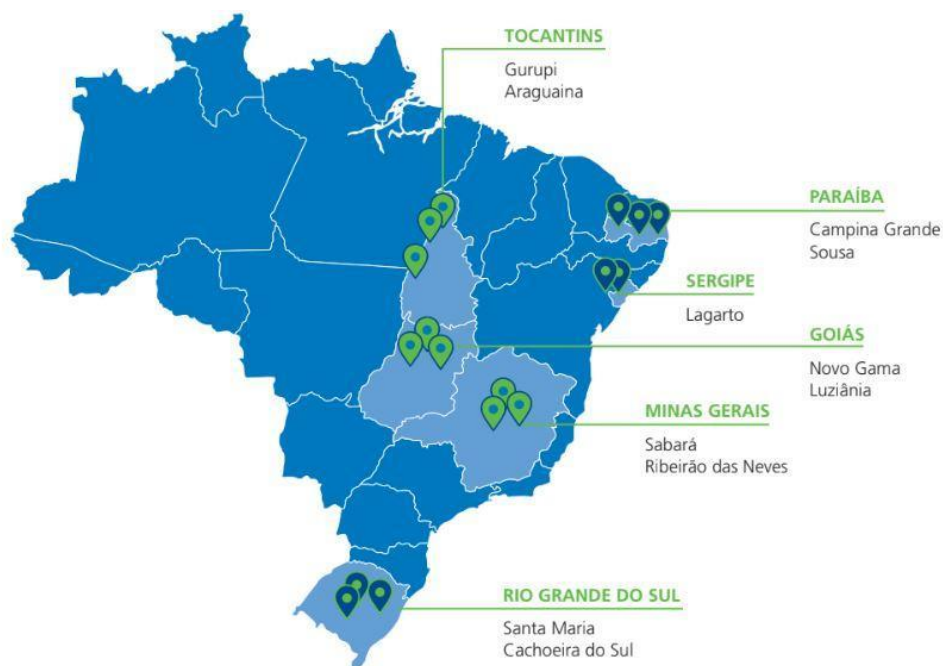 TOCANTINS
Gurupi
Araguaina
PARAÍBA
Campina Grande
Sousa
SERGIPE
Lagarto
GOIÁS
Novo Gama
Luziânia
MINAS GERAIS
Sabará
Ribeirão das Neves
RIO GRANDE DO SUL
Santa Maria
Cachoeira do Sul